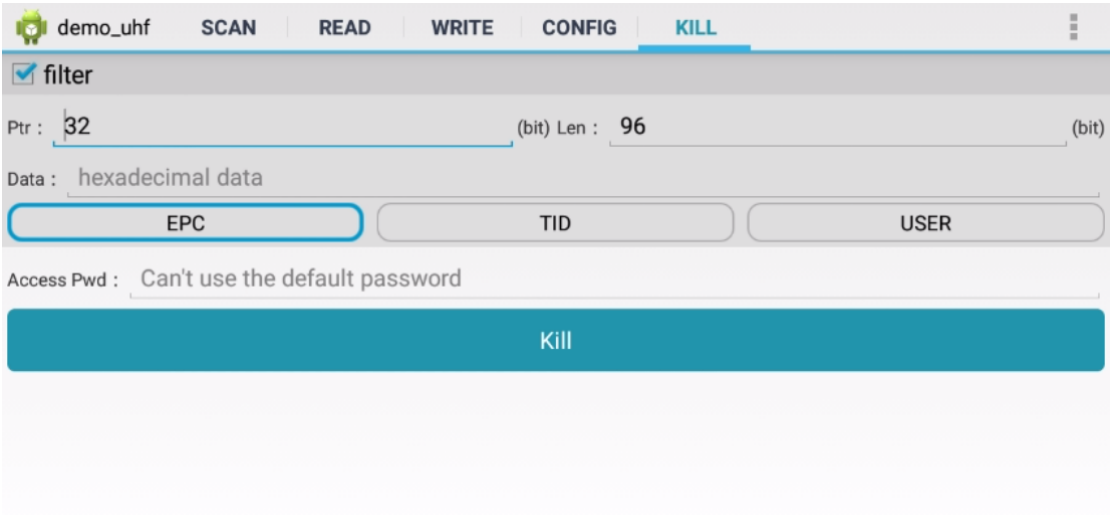 demo_uhf SCAN READ WRITE CONFIG KILL
filter
Ptr : 32 (bit) Len : 96 (bit)
Data : hexadecimal data
EPC TID USER
Access Pwd : Can't use the default password
Kill